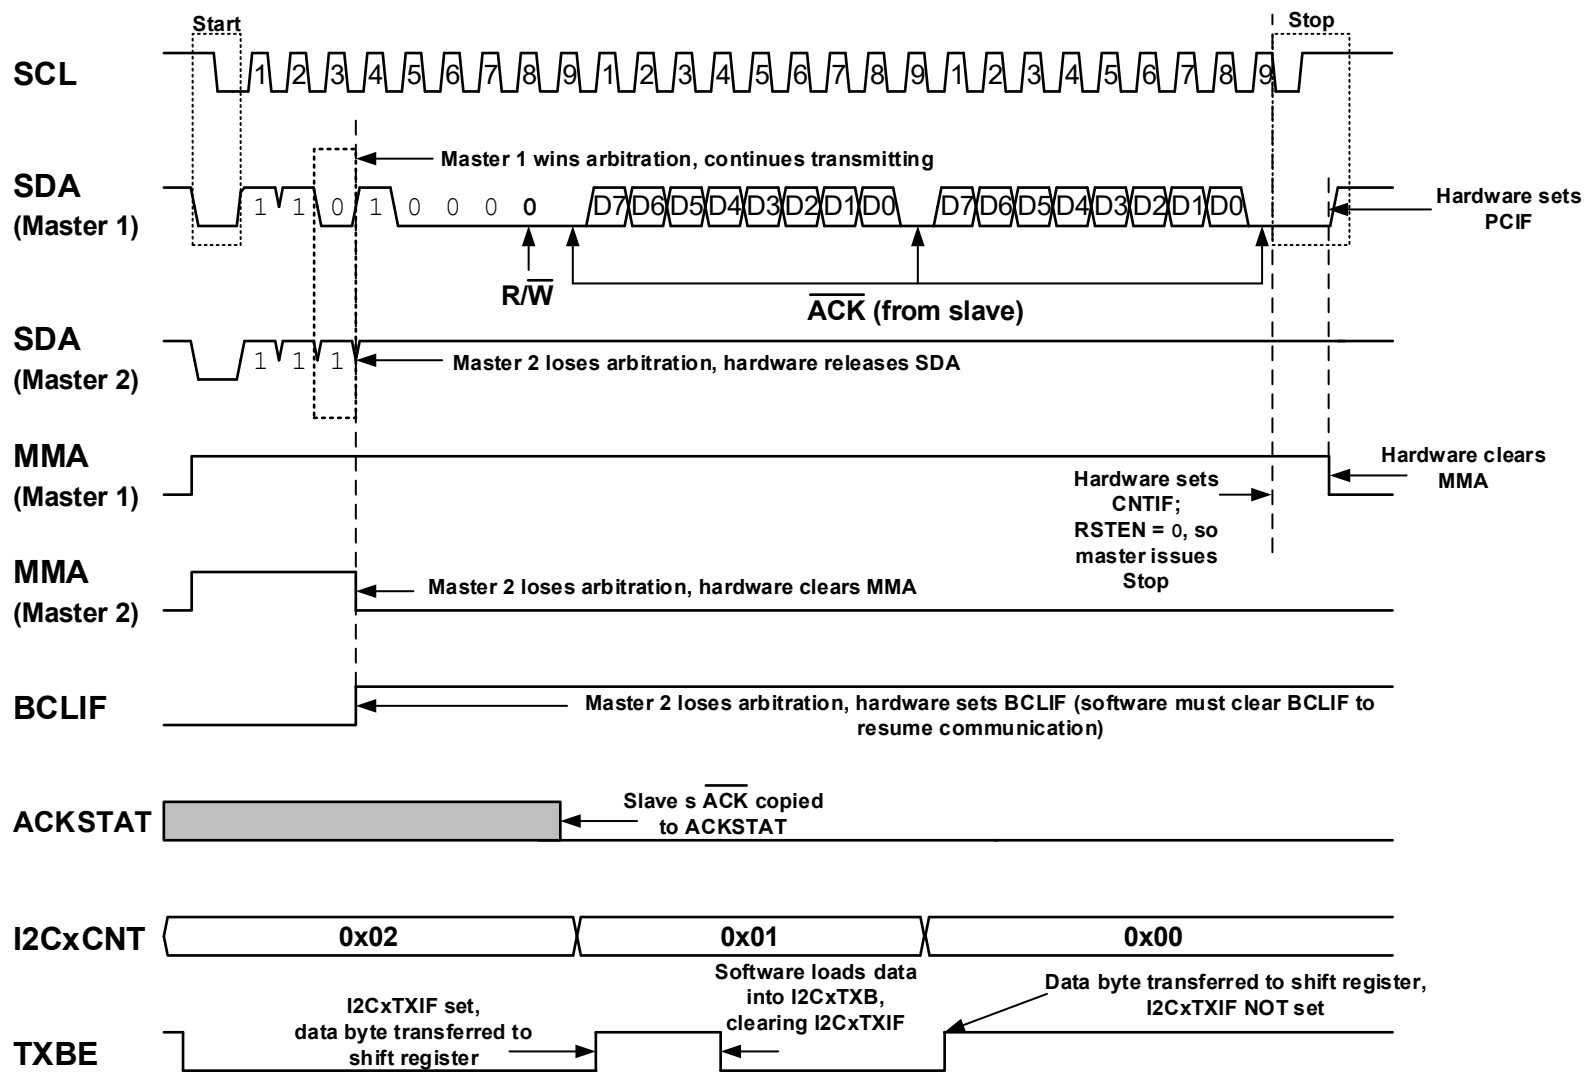 Start
Stop
SCL
1 2 3 4 5 6 7 8 9 1 2 3 4 5 6 7 8 9 1 2 3 4 5 6 7 8 9
Master 1 wins arbitration, continues transmitting
SDA
(Master 1)
1 1 0 1 0 0 0 0 D7 D6 D5 D4 D3 D2 D1 D0 D7 D6 D5 D4 D3 D2 D1 D0
Hardware sets
PCIF
R/W̅
A̅C̅K̅ (from slave)
SDA
(Master 2)
1 1 1
Master 2 loses arbitration, hardware releases SDA
MMA
(Master 1)
Hardware clears
MMA
Hardware sets
CNTIF;
RSTEN = 0, so
master issues
Stop
MMA
(Master 2)
Master 2 loses arbitration, hardware clears MMA
BCLIF
Master 2 loses arbitration, hardware sets BCLIF (software must clear BCLIF to
resume communication)
ACKSTAT
Slave s A̅C̅K̅ copied
to ACKSTAT
I2CxCNT
0x02 0x01 0x00
TXBE
I2CxTXIF set,
data byte transferred to
shift register
Software loads data
into I2CxTXB,
clearing I2CxTXIF
Data byte transferred to shift register,
I2CxTXIF NOT set